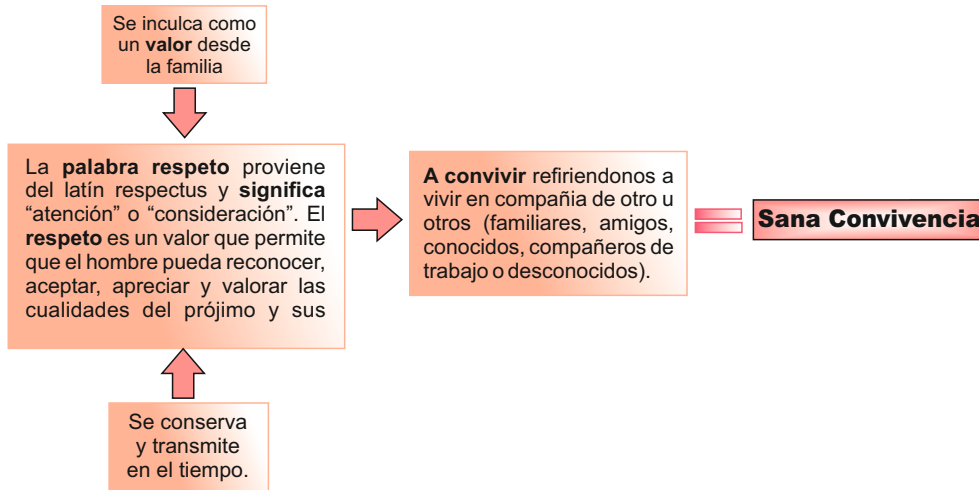 Se inculca como
un valor desde
la familia
La palabra respeto proviene
del latín respectus y significa
“atención” o “consideración”. El
respeto es un valor que permite
que el hombre pueda reconocer,
aceptar, apreciar y valorar las
cualidades del prójimo y sus
A convivir refiriendonos a
vivir en compañia de otro u
otros (familiares, amigos,
conocidos, compañeros de
trabajo o desconocidos).
Sana Convivencia
Se conserva
y transmite
en el tiempo.